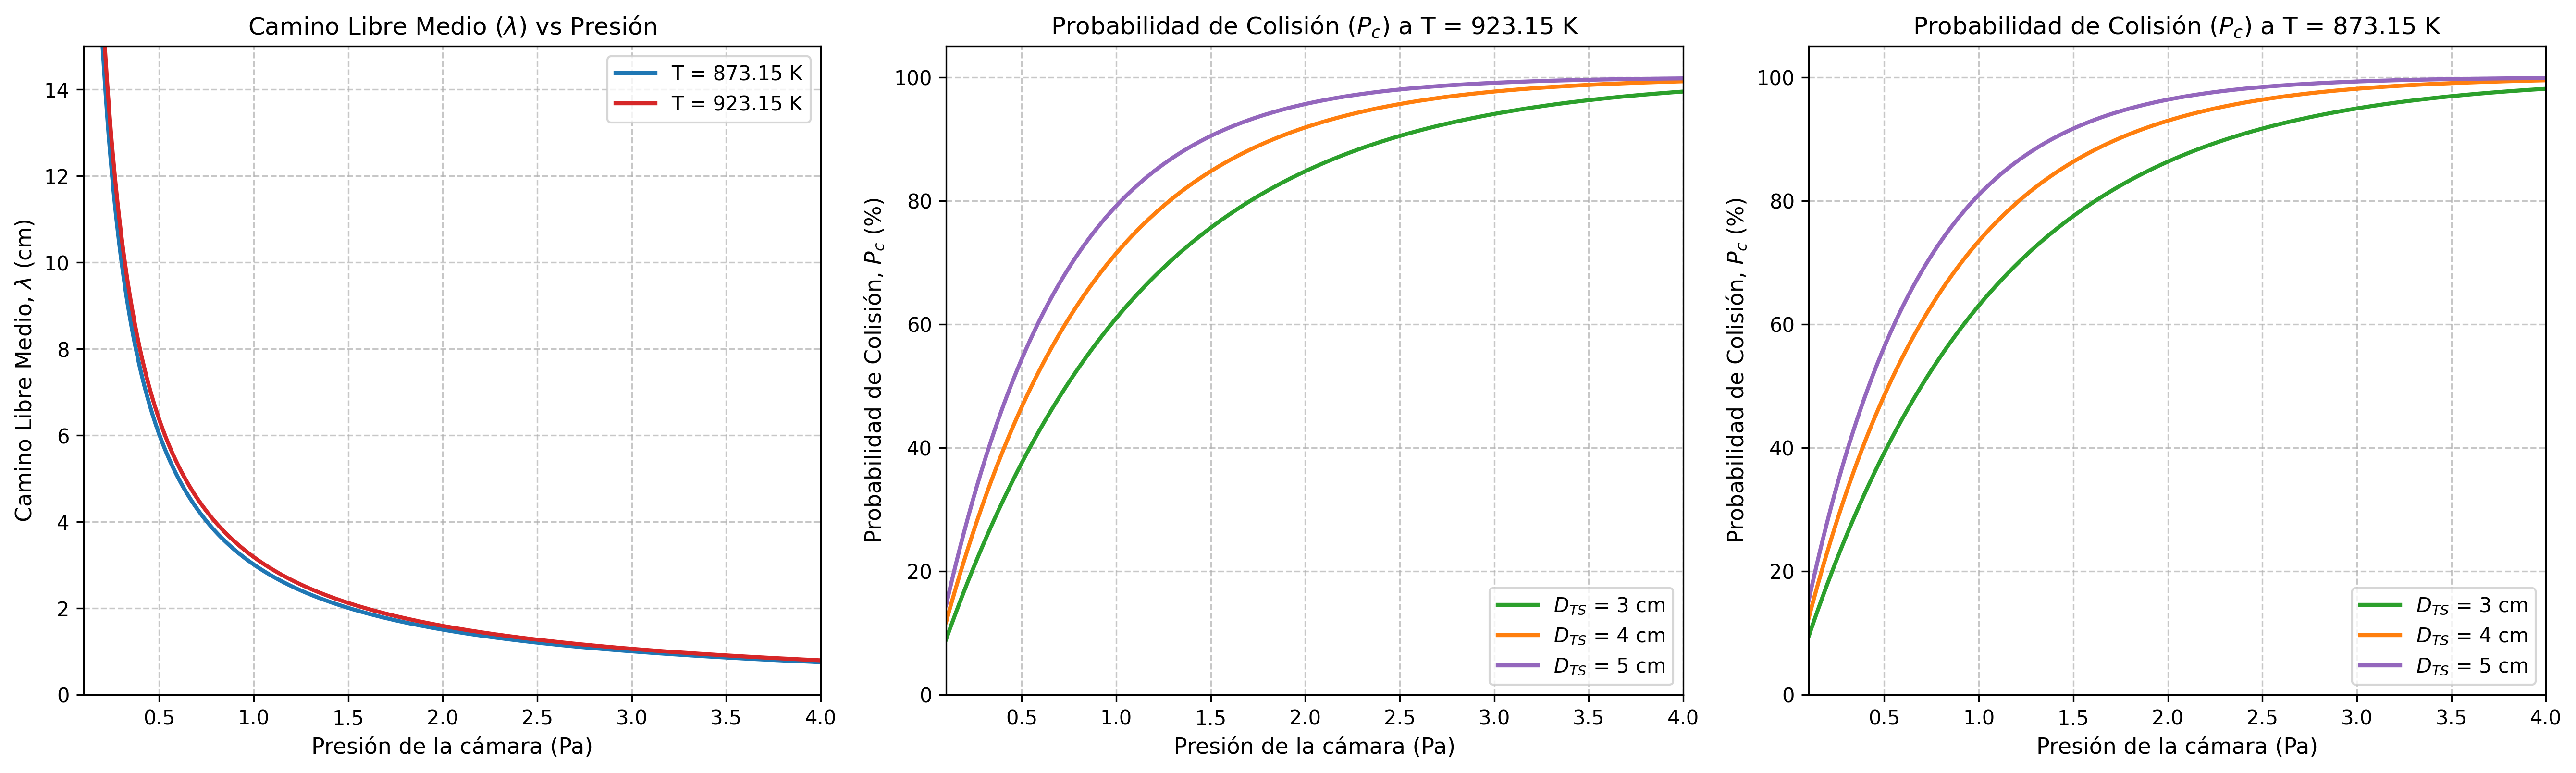 Camino Libre Medio (λ) vs Presión
Camino Libre Medio, λ (cm)
14
12
10
8
6
4
2
0
0.5 1.0 1.5 2.0 2.5 3.0 3.5 4.0
Presión de la cámara (Pa)
T = 873.15 K
T = 923.15 K
Probabilidad de Colisión (P_c) a T = 923.15 K
Probabilidad de Colisión, P_c (%)
100
80
60
40
20
0
0.5 1.0 1.5 2.0 2.5 3.0 3.5 4.0
Presión de la cámara (Pa)
D_TS = 3 cm
D_TS = 4 cm
D_TS = 5 cm
Probabilidad de Colisión (P_c) a T = 873.15 K
Probabilidad de Colisión, P_c (%)
100
80
60
40
20
0
0.5 1.0 1.5 2.0 2.5 3.0 3.5 4.0
Presión de la cámara (Pa)
D_TS = 3 cm
D_TS = 4 cm
D_TS = 5 cm